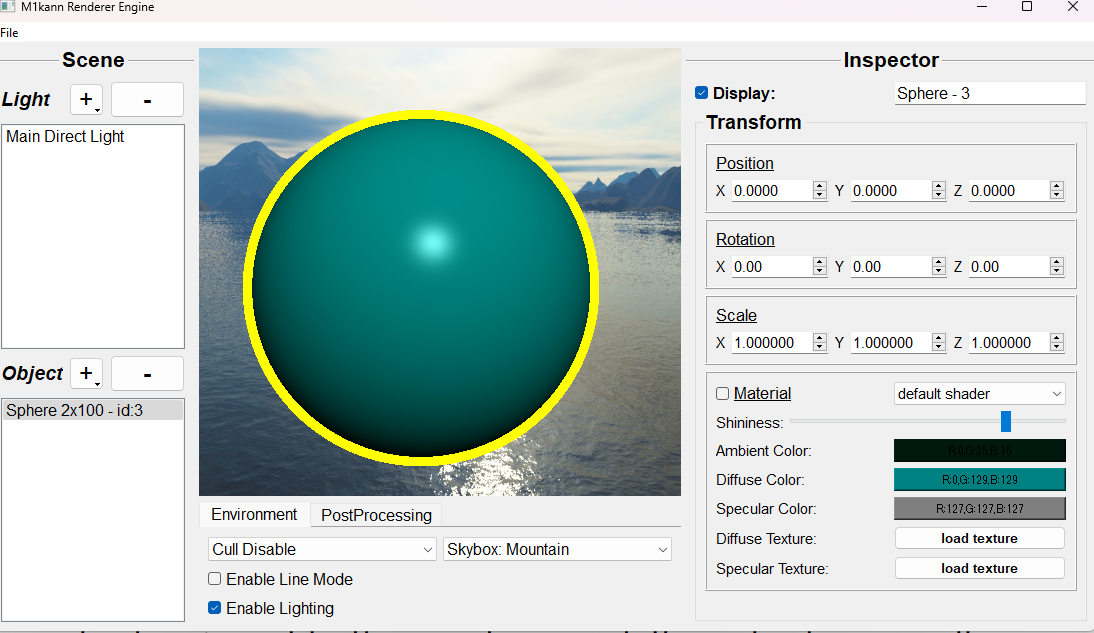 M1kann Renderer Engine
File
Scene
Light + -
Main Direct Light
Object + -
Sphere 2x100 - id:3
Environment PostProcessing
Cull Disable Skybox: Mountain
Enable Line Mode
Enable Lighting
Inspector
Display: Sphere - 3
Transform
Position
X 0.0000 Y 0.0000 Z 0.0000
Rotation
X 0.00 Y 0.00 Z 0.00
Scale
X 1.000000 Y 1.000000 Z 1.000000
Material default shader
Shininess:
Ambient Color: R:0,G:25,B:15
Diffuse Color: R:0,G:129,B:129
Specular Color: R:127,G:127,B:127
Diffuse Texture: load texture
Specular Texture: load texture